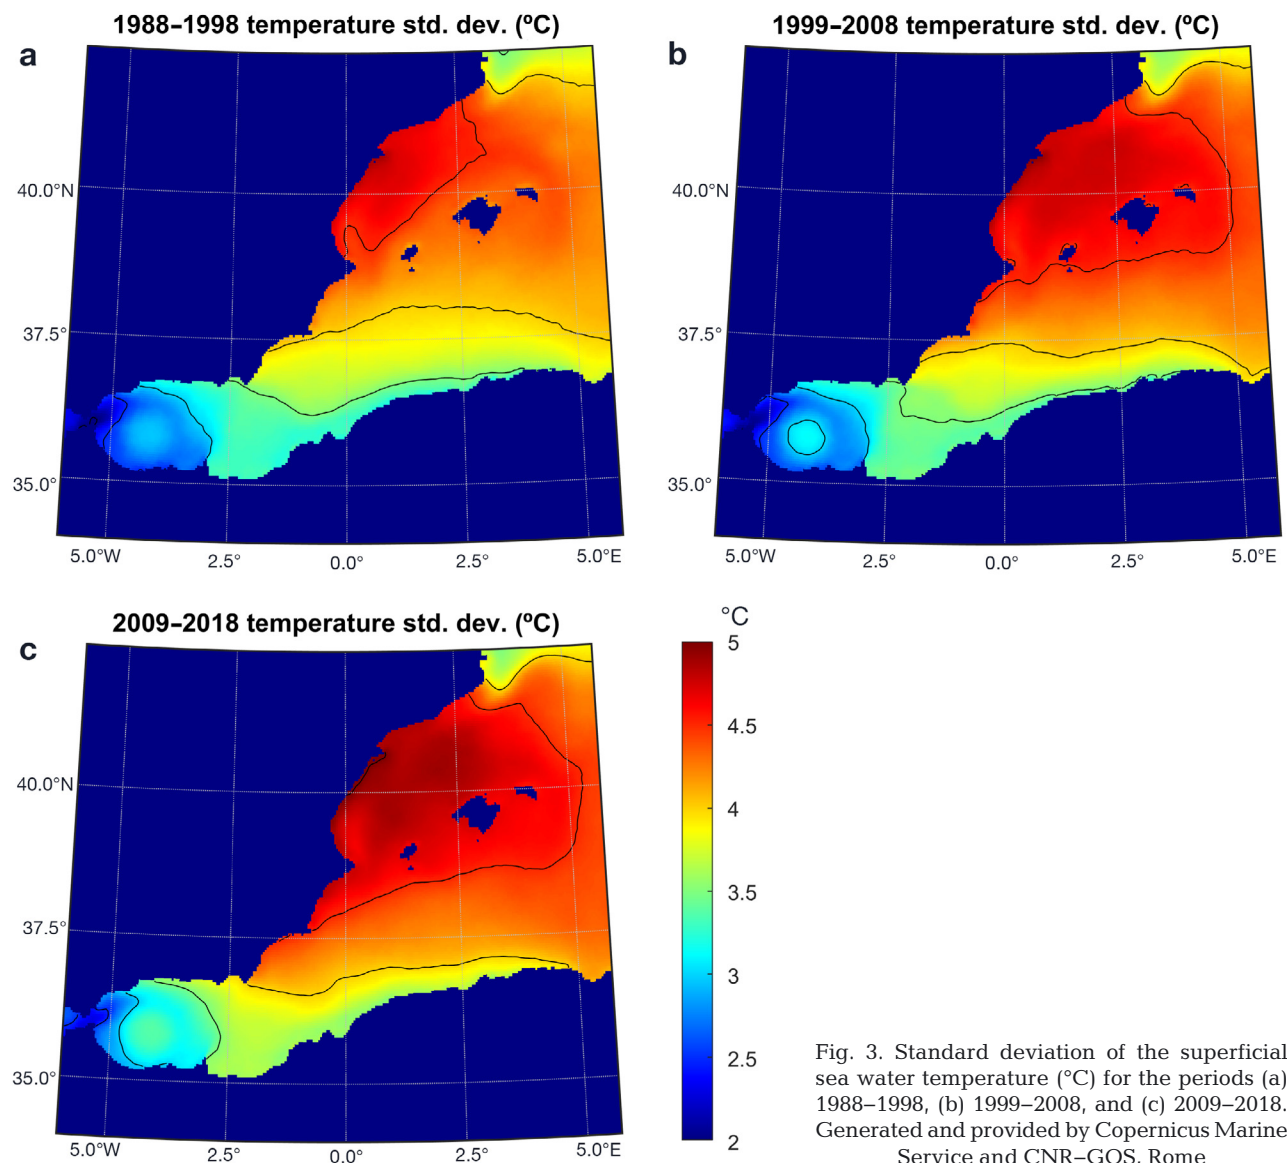 1988–1998 temperature std. dev. (ºC)
a
40.0°N
37.5°
35.0°
5.0°W 2.5° 0.0° 2.5° 5.0°E
1999–2008 temperature std. dev. (ºC)
b
40.0°N
37.5°
35.0°
5.0°W 2.5° 0.0° 2.5° 5.0°E
2009–2018 temperature std. dev. (ºC)
c
40.0°N
37.5°
35.0°
5.0°W 2.5° 0.0° 2.5° 5.0°E
°C
5
4.5
4
3.5
3
2.5
2
Fig. 3. Standard deviation of the superficial
sea water temperature (°C) for the periods (a)
1988–1998, (b) 1999–2008, and (c) 2009–2018.
Generated and provided by Copernicus Marine
Service and CNR–GOS, Rome